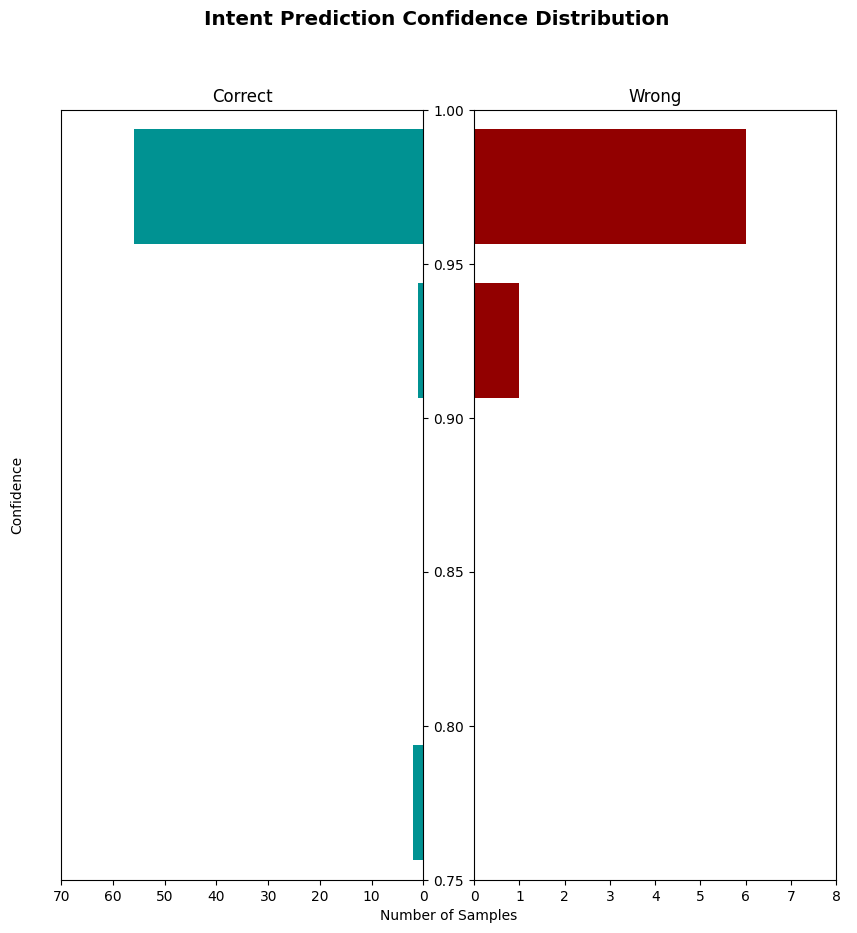 Intent Prediction Confidence Distribution
Correct
Wrong
1.00
0.95
0.90
0.85
0.80
0.75
Confidence
70 60 50 40 30 20 10 0
0 1 2 3 4 5 6 7 8
Number of Samples